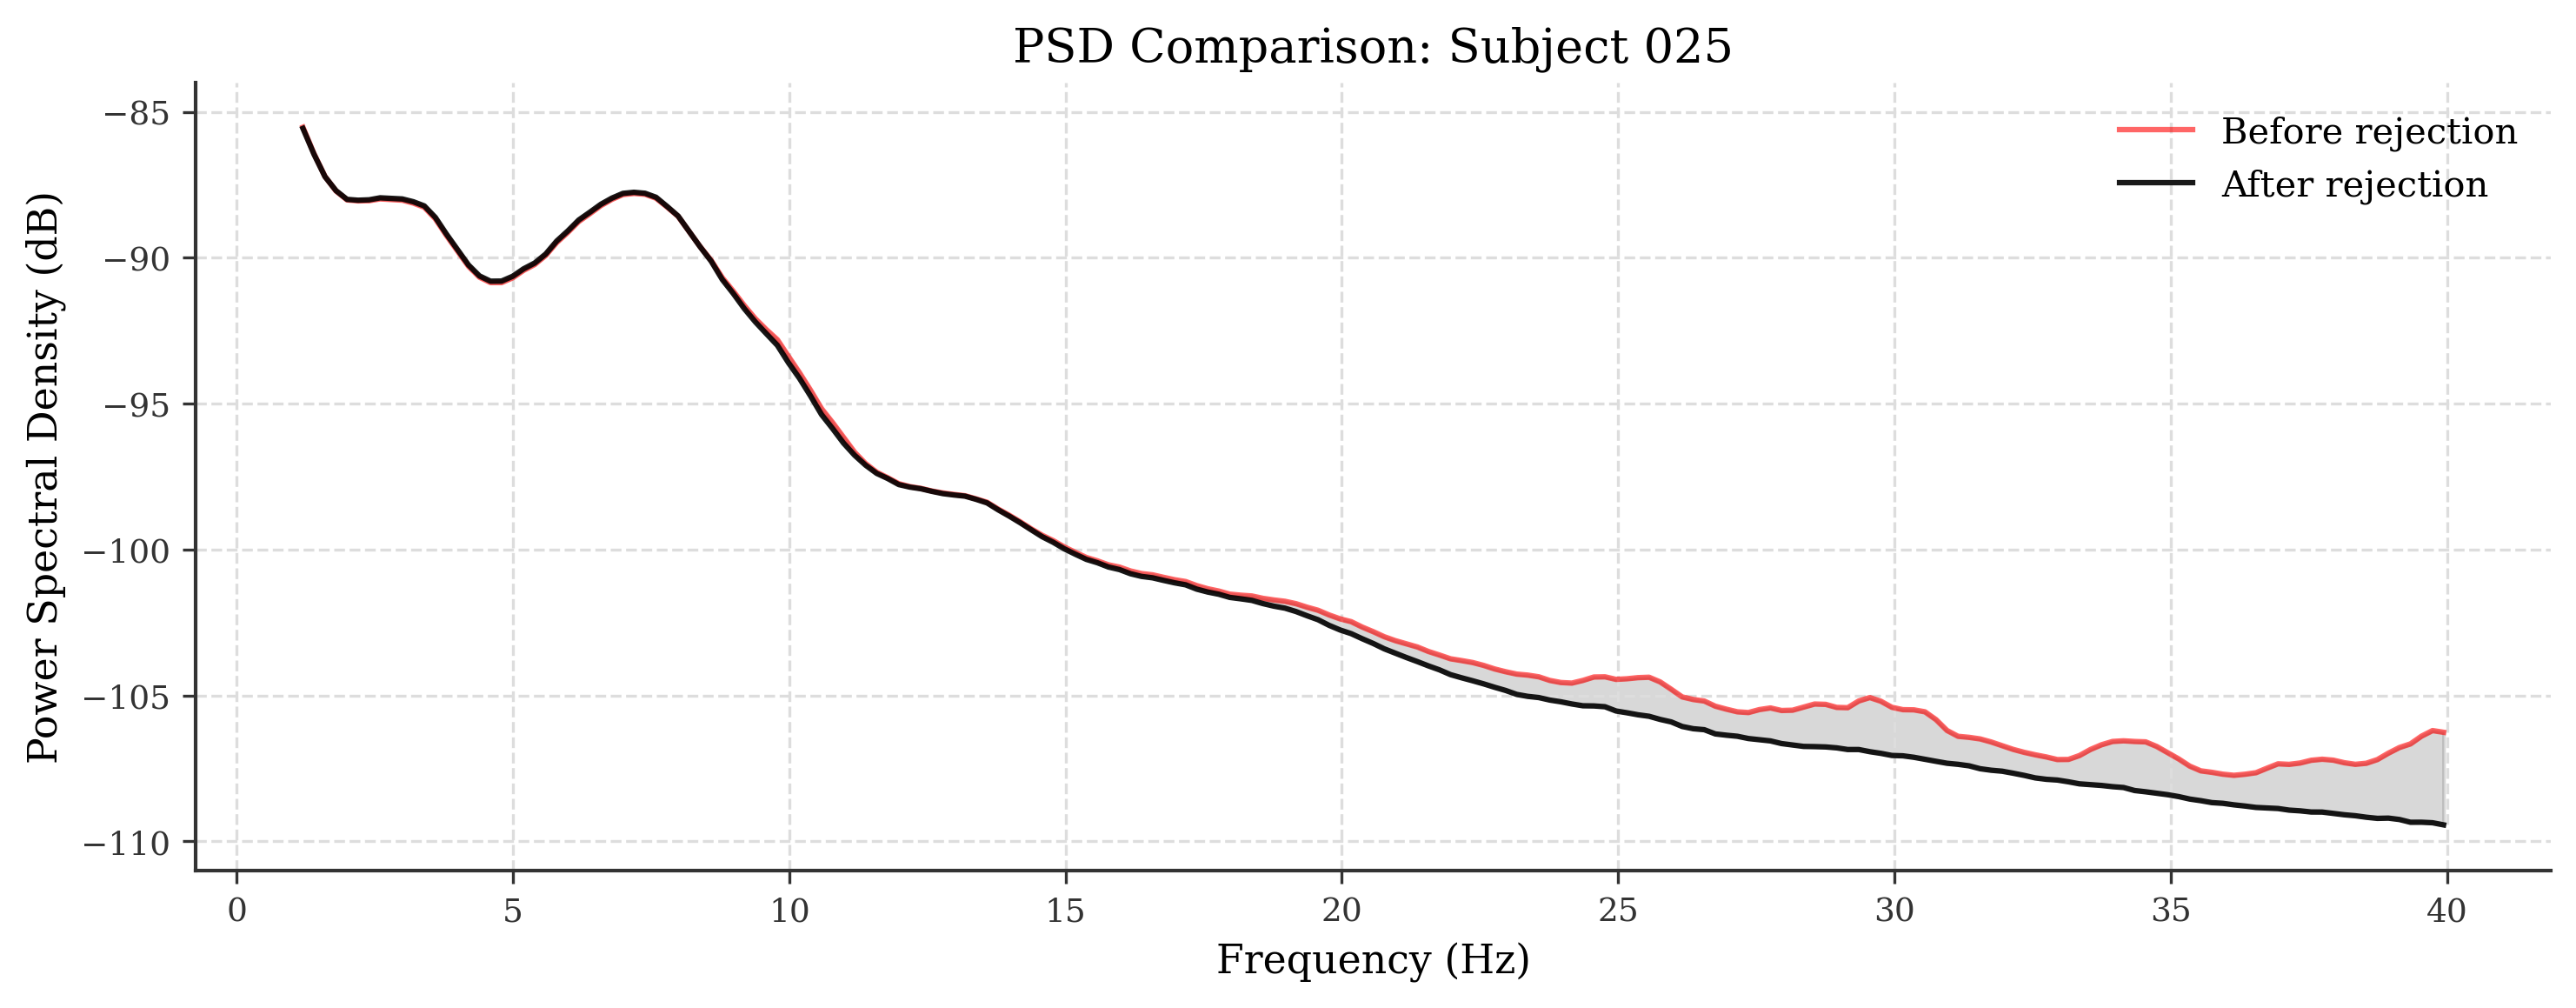 PSD Comparison: Subject 025
Before rejection
After rejection
Power Spectral Density (dB)
−85
−90
−95
−100
−105
−110
0 5 10 15 20 25 30 35 40
Frequency (Hz)